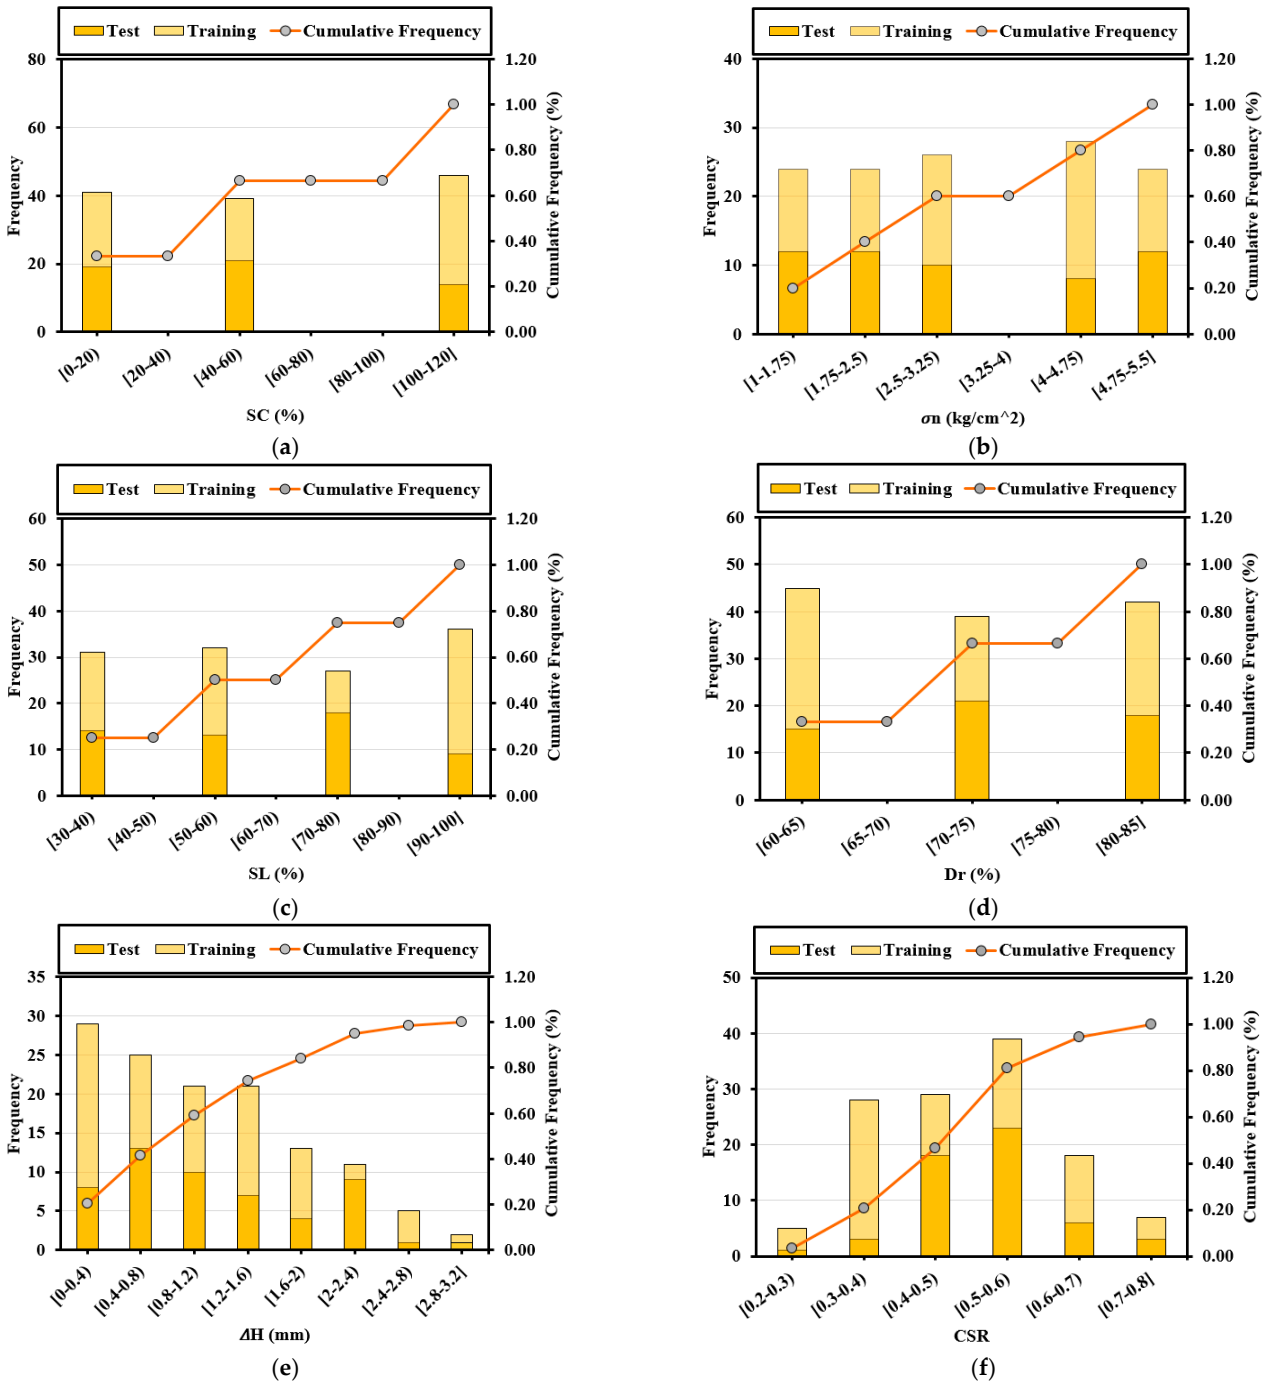 Test Training Cumulative Frequency
80 60 40 20 0
Frequency
1.20 1.00 0.80 0.60 0.40 0.20 0.00
Cumulative Frequency (%)
[0-20) [20-40) [40-60) [60-80) [80-100) [100-120]
SC (%)
(a)
Test Training Cumulative Frequency
40 30 20 10 0
Frequency
1.20 1.00 0.80 0.60 0.40 0.20 0.00
Cumulative Frequency (%)
[1-1.75) [1.75-2.5) [2.5-3.25) [3.25-4) [4-4.75) [4.75-5.5]
σn (kg/cm^2)
(b)
Test Training Cumulative Frequency
60 50 40 30 20 10 0
Frequency
1.20 1.00 0.80 0.60 0.40 0.20 0.00
Cumulative Frequency (%)
[30-40) [40-50) [50-60) [60-70) [70-80) [80-90) [90-100]
SL (%)
(c)
Test Training Cumulative Frequency
60 50 40 30 20 10 0
Frequency
1.20 1.00 0.80 0.60 0.40 0.20 0.00
Cumulative Frequency (%)
[60-65) [65-70) [70-75) [75-80) [80-85]
Dr (%)
(d)
Test Training Cumulative Frequency
35 30 25 20 15 10 5 0
Frequency
1.20 1.00 0.80 0.60 0.40 0.20 0.00
Cumulative Frequency (%)
[0-0.4) [0.4-0.8) [0.8-1.2) [1.2-1.6) [1.6-2) [2-2.4) [2.4-2.8) [2.8-3.2]
ΔH (mm)
(e)
Test Training Cumulative Frequency
50 40 30 20 10 0
Frequency
1.20 1.00 0.80 0.60 0.40 0.20 0.00
Cumulative Frequency (%)
[0.2-0.3) [0.3-0.4) [0.4-0.5) [0.5-0.6) [0.6-0.7) [0.7-0.8]
CSR
(f)